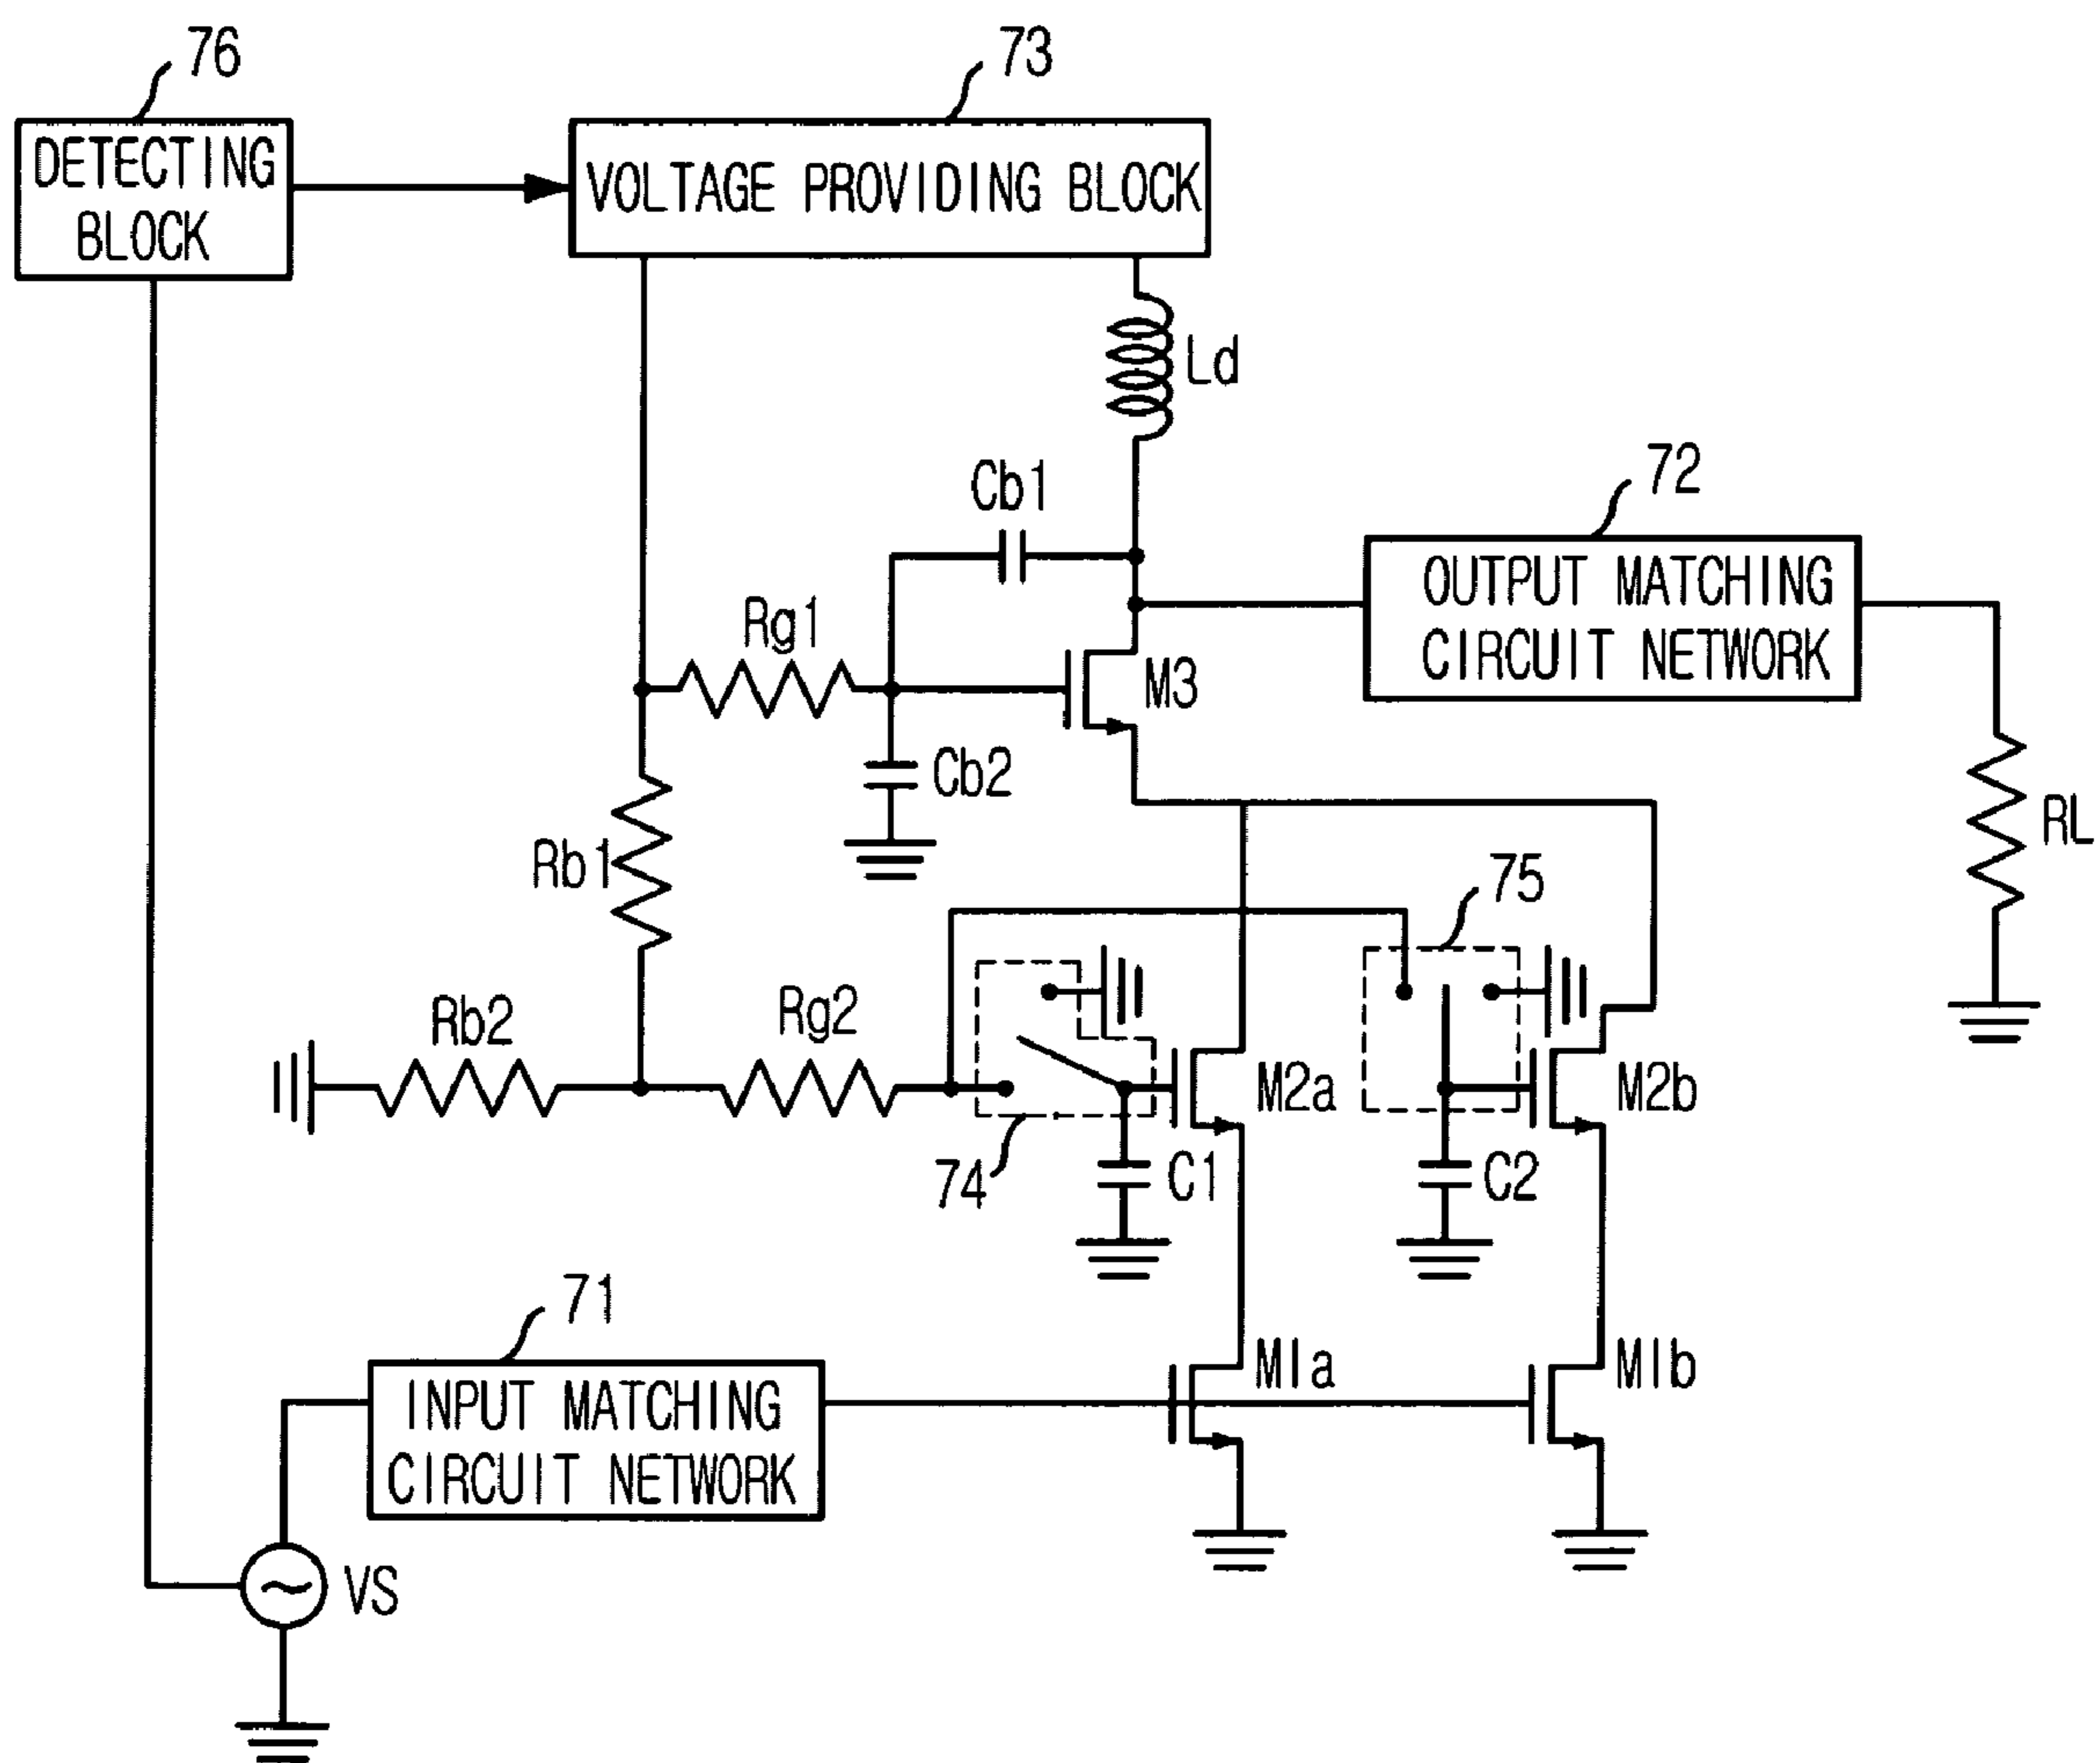 76
73
DETECTING
BLOCK
VOLTAGE PROVIDING BLOCK
Ld
Cb1
72
OUTPUT MATCHING
CIRCUIT NETWORK
Rg1
M3
Cb2
RL
Rb1
75
Rb2
Rg2
M2a
M2b
74
C1
C2
71
M1a
M1b
INPUT MATCHING
CIRCUIT NETWORK
VS